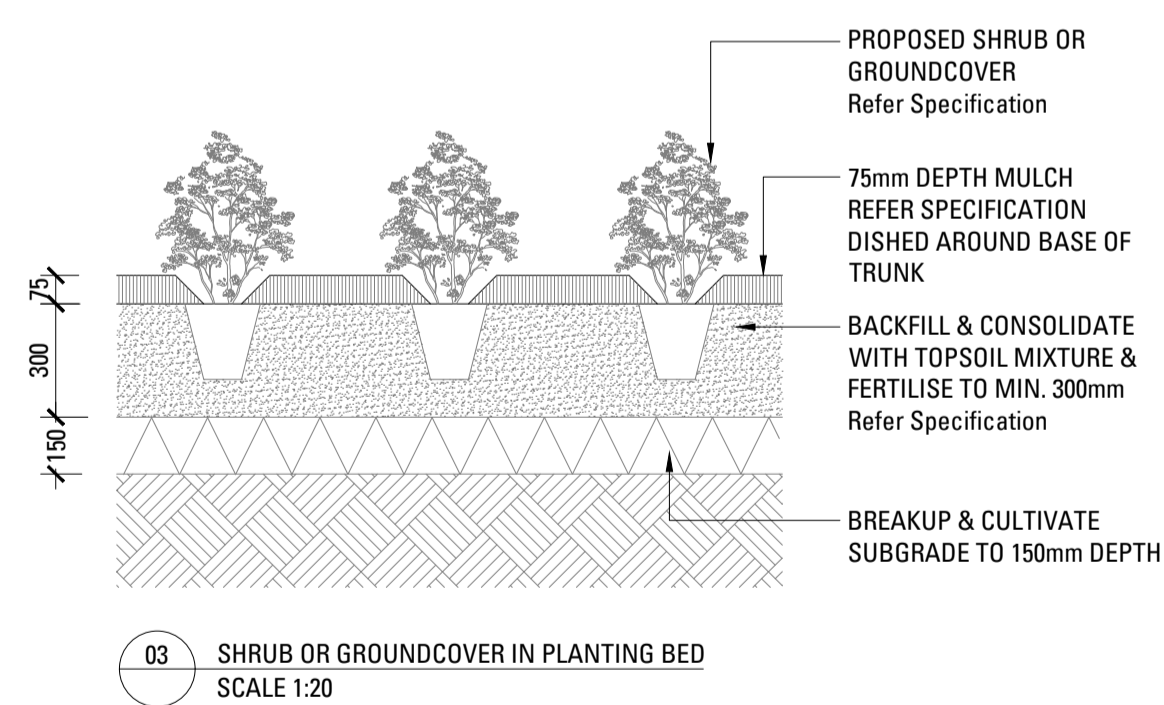 PROPOSED SHRUB OR
GROUNDCOVER
Refer Specification
75mm DEPTH MULCH
REFER SPECIFICATION
DISHED AROUND BASE OF
TRUNK
BACKFILL & CONSOLIDATE
WITH TOPSOIL MIXTURE &
FERTILISE TO MIN. 300mm
Refer Specification
BREAKUP & CULTIVATE
SUBGRADE TO 150mm DEPTH
75
300
150
03
SHRUB OR GROUNDCOVER IN PLANTING BED
SCALE 1:20